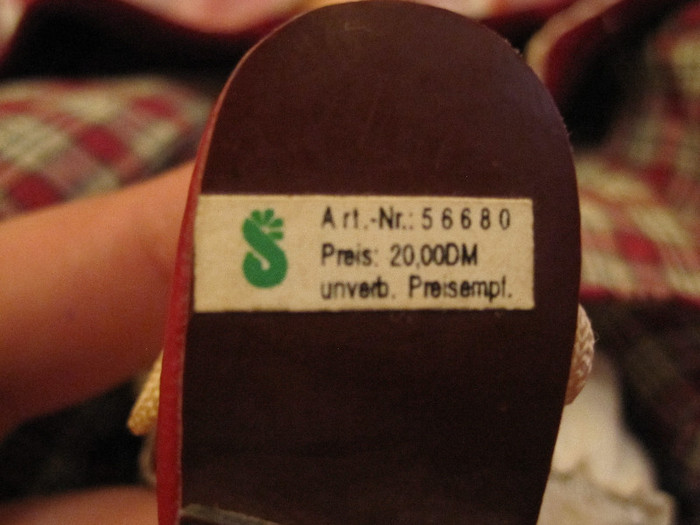 Art.-Nr.: 56680
Preis: 20,00DM
unverb. Preisempf.